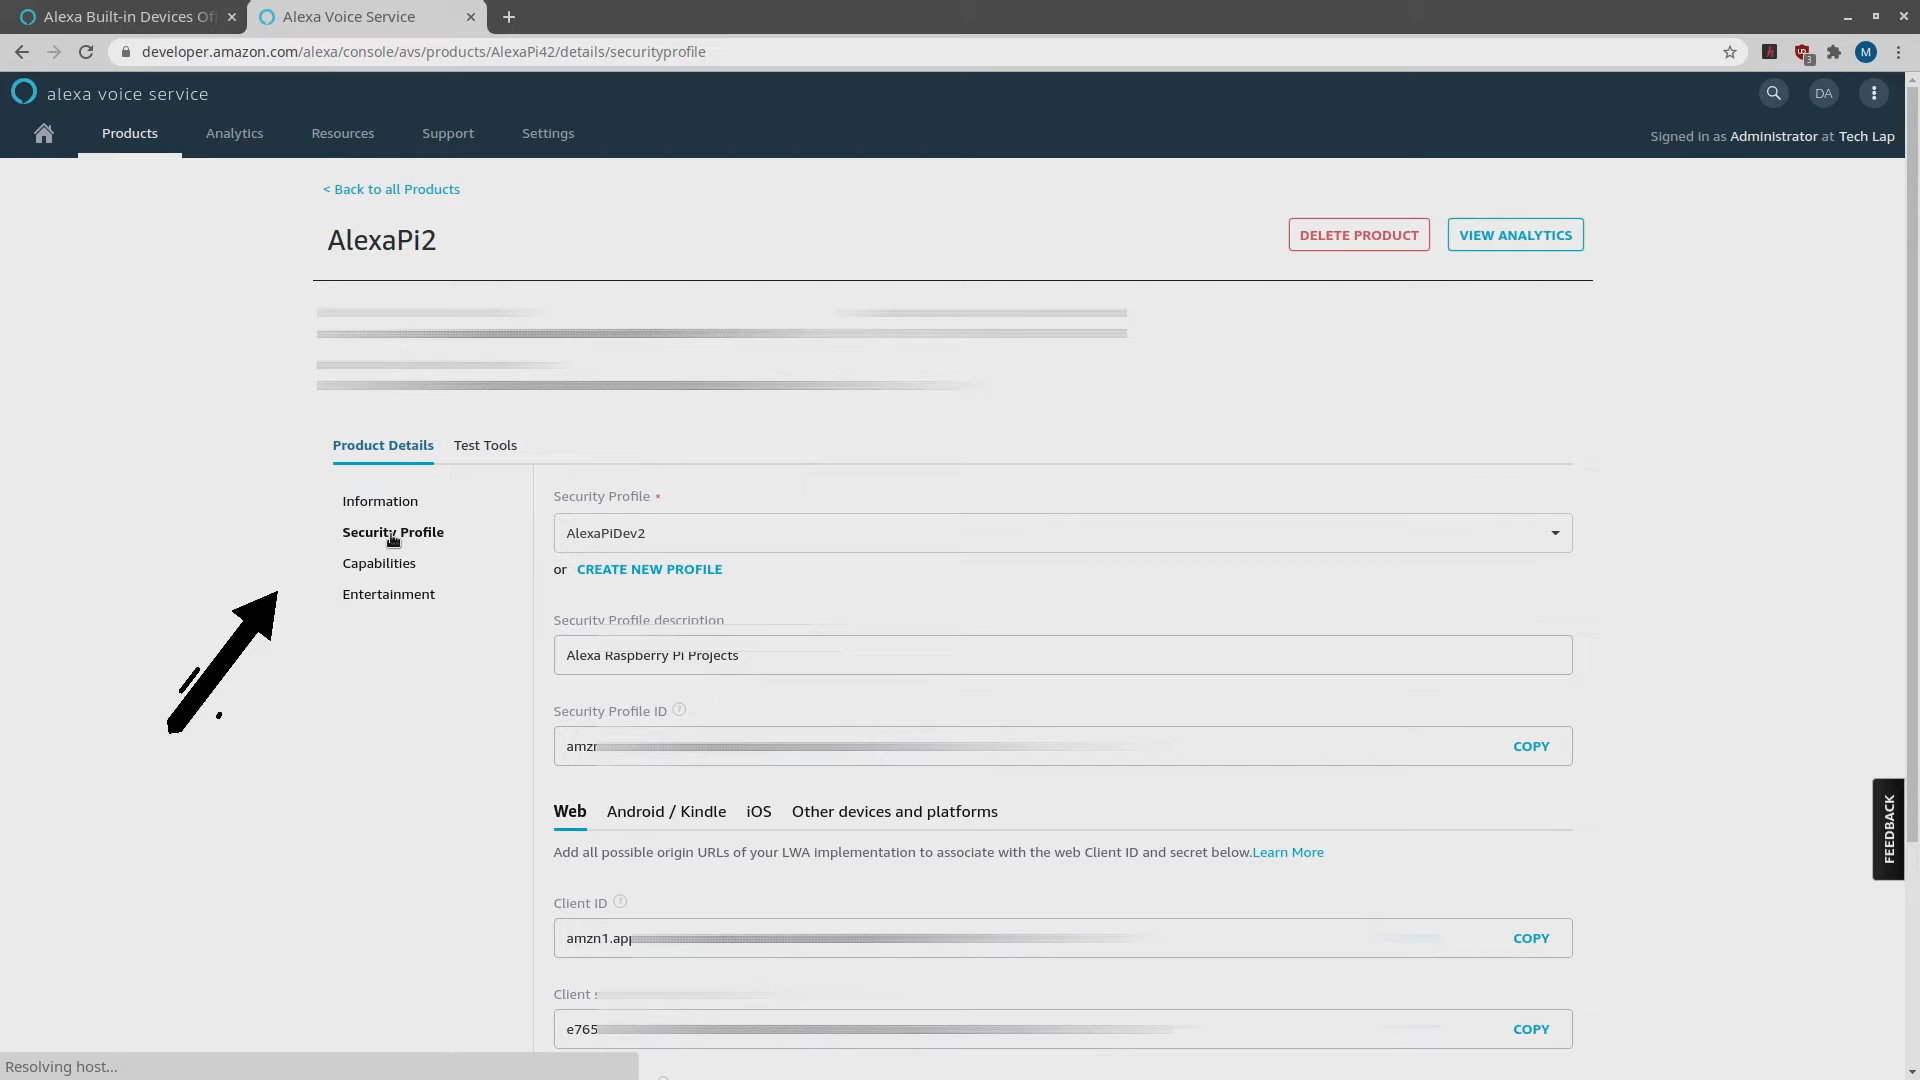 Alexa Built-in Devices Of
Alexa Voice Service
developer.amazon.com/alexa/console/avs/products/AlexaPi42/details/securityprofile
3
M
alexa voice service
DA
Products
Analytics
Resources
Support
Settings
Signed in as Administrator at Tech Lap
< Back to all Products
AlexaPi2
DELETE PRODUCT
VIEW ANALYTICS
Product Details
Test Tools
Information
Security Profile
Capabilities
Entertainment
Security Profile *
AlexaPiDev2
or CREATE NEW PROFILE
Security Profile description
Alexa Raspberry Pi Projects
Security Profile ID ?
amzn
COPY
Web
Android / Kindle
iOS
Other devices and platforms
Add all possible origin URLs of your LWA implementation to associate with the web Client ID and secret below.Learn More
Client ID ?
amzn1.app
COPY
Client
e765
COPY
FEEDBACK
Resolving host...